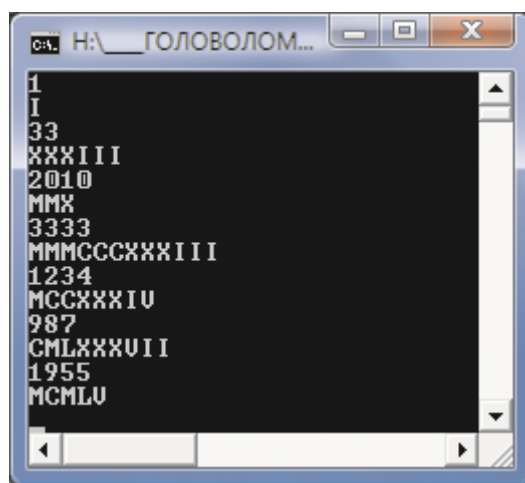 H:\___ГОЛОВОЛОМ...
1
I
33
XXXIII
2010
MMX
3333
MMMCCCXXXIII
1234
MCCXXXIV
987
CMLXXXVII
1955
MCMLV